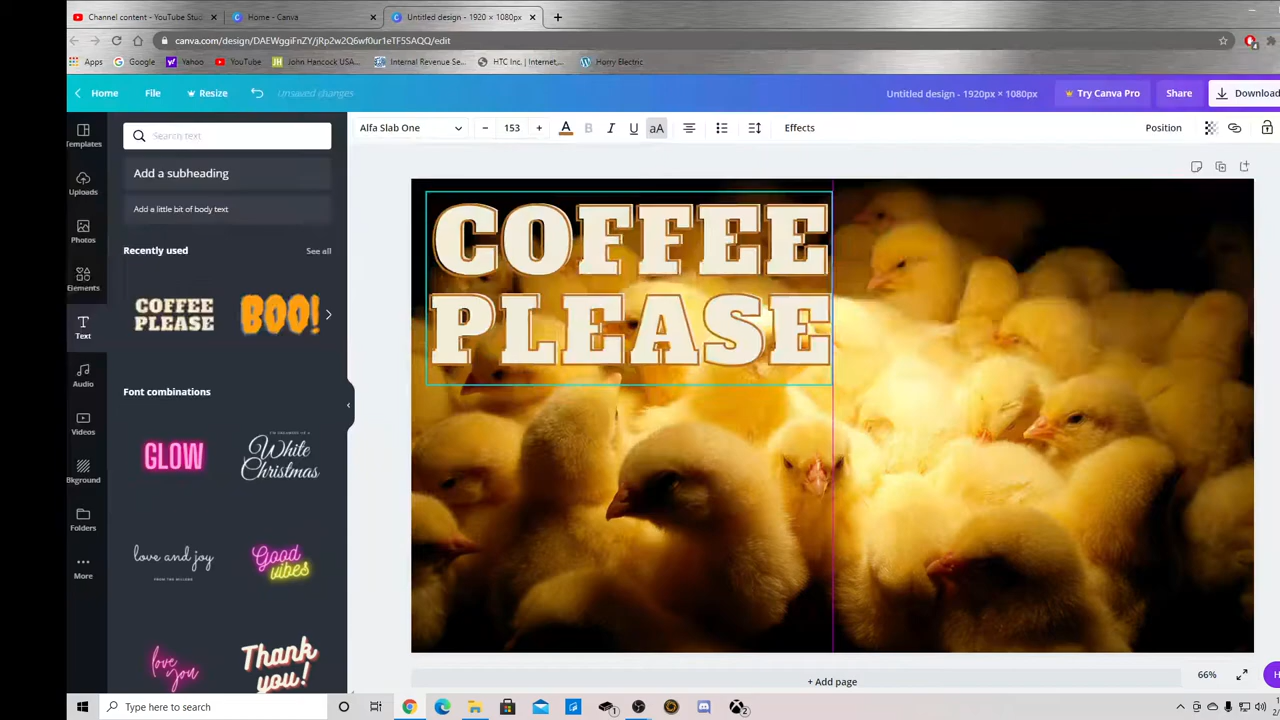 Channel content - YouTube Stud
Home - Canva
Untitled design - 1920 × 1080px
canva.com/design/DAEWggiFnZY/jRp2w2Q6wf0ur1eTFSSAQQ/edit
Apps
Google
Yahoo
YouTube
John Hancock USA...
Internal Revenue Se...
HTC Inc. | Internet,...
Horry Electric
Home
File
Resize
Unsaved changes
Untitled design - 1920px × 1080px
Try Canva Pro
Share
Download
Templates
Uploads
Photos
Elements
Text
Audio
Videos
Bkground
Folders
More
Search text
Add a subheading
Add a little bit of body text
Recently used
See all
COFFEE
PLEASE
BOO!
Font combinations
GLOW
White
Christmas
love and joy
Good
vibes
love
you
Thank
you!
Alfa Slab One
153
aA
Effects
Position
COFFEE
PLEASE
+ Add page
66%
H
Type here to search